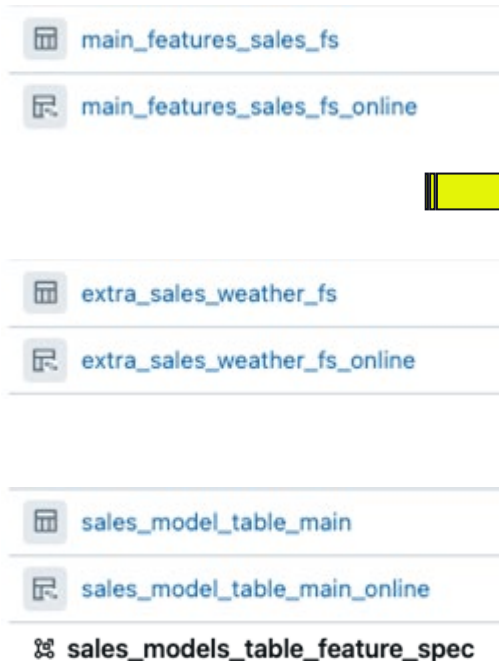 main_features_sales_fs
main_features_sales_fs_online
extra_sales_weather_fs
extra_sales_weather_fs_online
sales_model_table_main
sales_model_table_main_online
sales_models_table_feature_spec